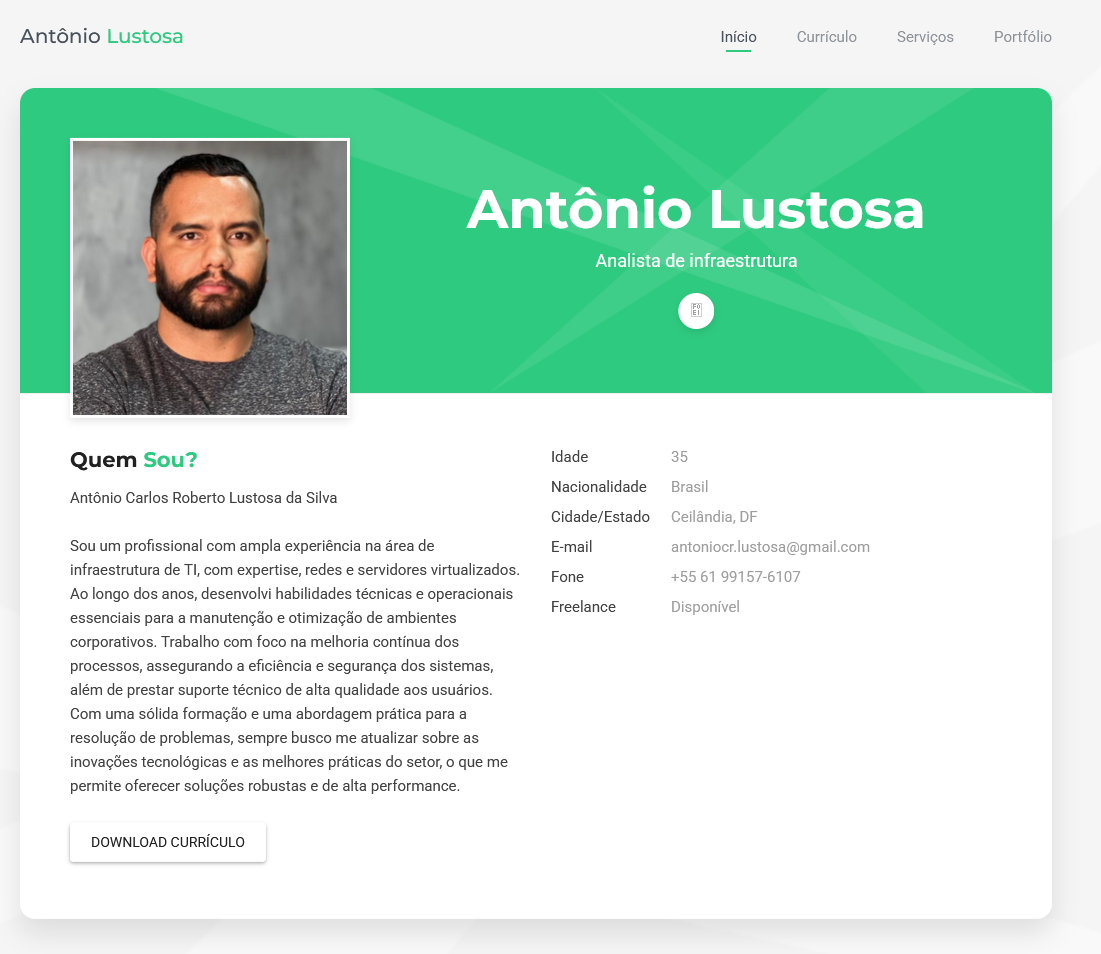 Antônio Lustosa
Início Currículo Serviços Portfólio
Antônio Lustosa
Analista de infraestrutura
Quem Sou?
Antônio Carlos Roberto Lustosa da Silva
Sou um profissional com ampla experiência na área de
infraestrutura de TI, com expertise, redes e servidores virtualizados.
Ao longo dos anos, desenvolvi habilidades técnicas e operacionais
essenciais para a manutenção e otimização de ambientes
corporativos. Trabalho com foco na melhoria contínua dos
processos, assegurando a eficiência e segurança dos sistemas,
além de prestar suporte técnico de alta qualidade aos usuários.
Com uma sólida formação e uma abordagem prática para a
resolução de problemas, sempre busco me atualizar sobre as
inovações tecnológicas e as melhores práticas do setor, o que me
permite oferecer soluções robustas e de alta performance.
DOWNLOAD CURRÍCULO
Idade 35
Nacionalidade Brasil
Cidade/Estado Ceilândia, DF
E-mail antoniocr.lustosa@gmail.com
Fone +55 61 99157-6107
Freelance Disponível